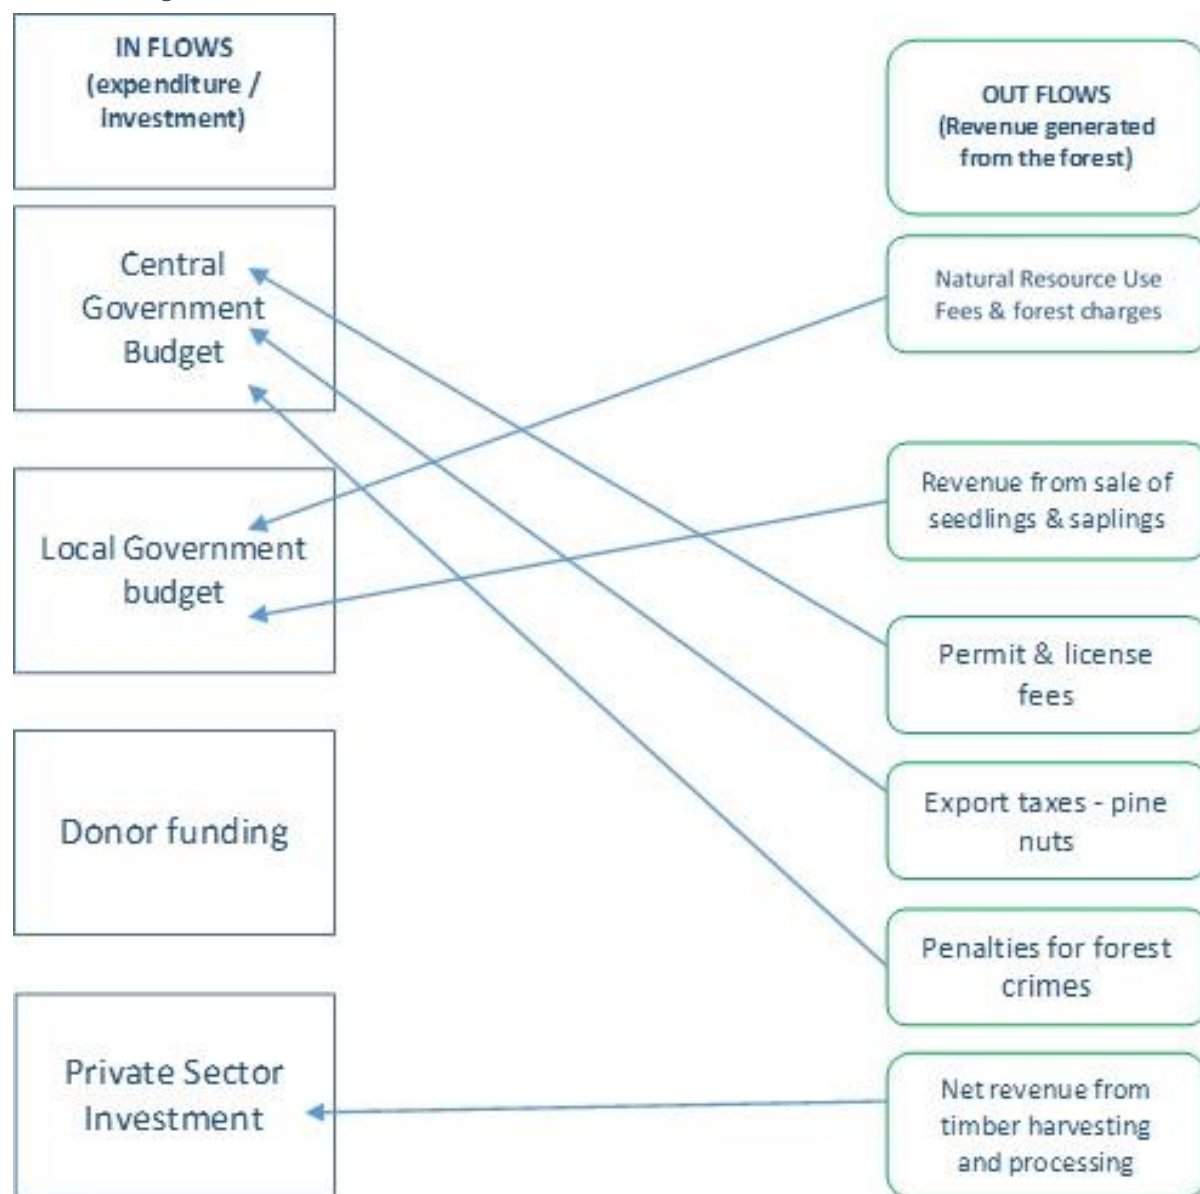 IN FLOWS
(expenditure /
investment)
Central
Government
Budget
Local Government
budget
Donor funding
Private Sector
Investment
OUT FLOWS
(Revenue generated
from the forest)
Natural Resource Use
Fees & forest charges
Revenue from sale of
seedlings & saplings
Permit & license
fees
Export taxes - pine
nuts
Penalties for forest
crimes
Net revenue from
timber harvesting
and processing